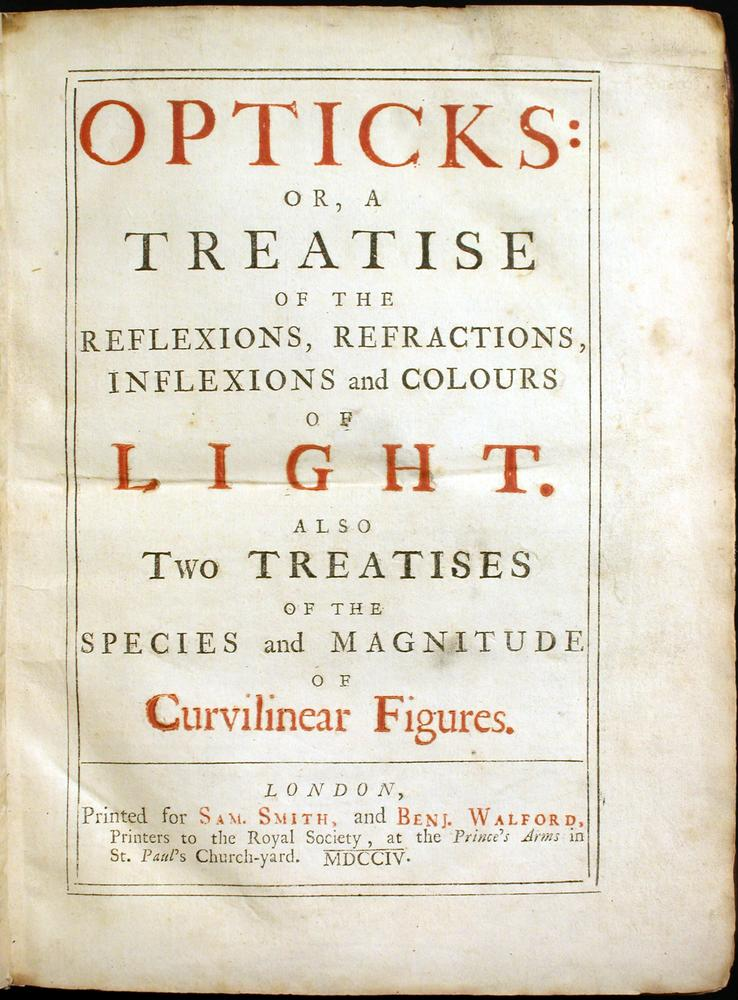 OPTICKS:
OR, A
TREATISE
OF THE
REFLEXIONS, REFRACTIONS,
INFLEXIONS and COLOURS
OF
LIGHT.
ALSO
Two TREATISES
OF THE
SPECIES and MAGNITUDE
OF
Curvilinear Figures.
LONDON,
Printed for SAM. SMITH, and BENJ. WALFORD,
Printers to the Royal Society, at the Prince's Arms in
St. Paul's Church-yard. MDCCIV.